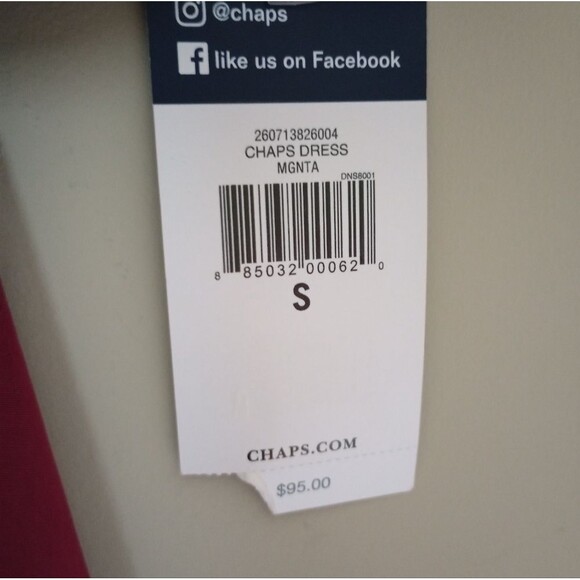 @chaps
like us on Facebook
260713826004
CHAPS DRESS
MGNTA
DNS8001
8 85032 00062 0
S
CHAPS.COM
$95.00